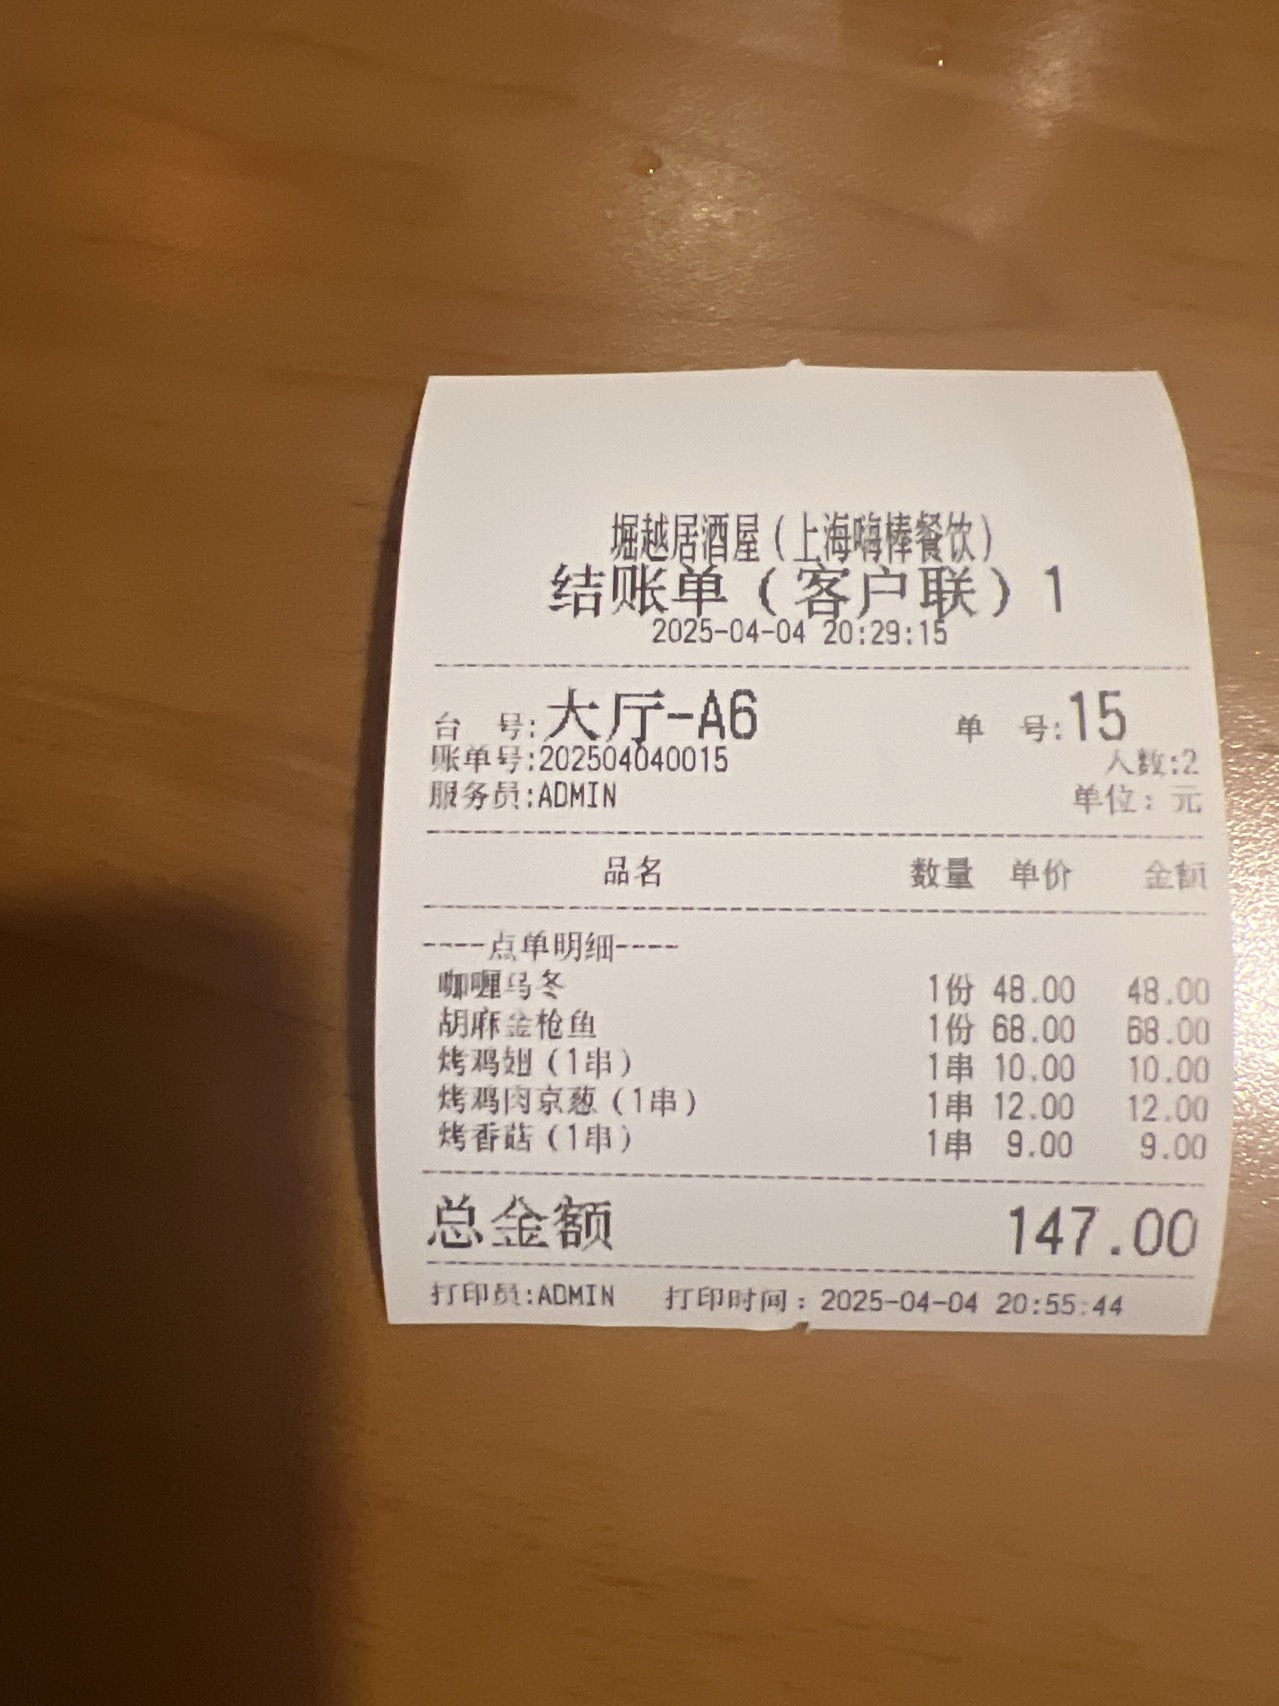 堀越居酒屋(上海嗨棒餐饮)
结账单(客户联)1
2025-04-04 20:29:15
台 号:大厅-A6 单 号:15
账单号:202504040015 人数:2
服务员:ADMIN 单位: 元
品名 数量 单价 金额
----点单明细----
咖喱乌冬 1份 48.00 48.00
胡麻金枪鱼 1份 68.00 68.00
烤鸡翅(1串) 1串 10.00 10.00
烤鸡肉京葱(1串) 1串 12.00 12.00
烤香菇(1串) 1串 9.00 9.00
总金额 147.00
打印员:ADMIN 打印时间: 2025-04-04 20:55:44